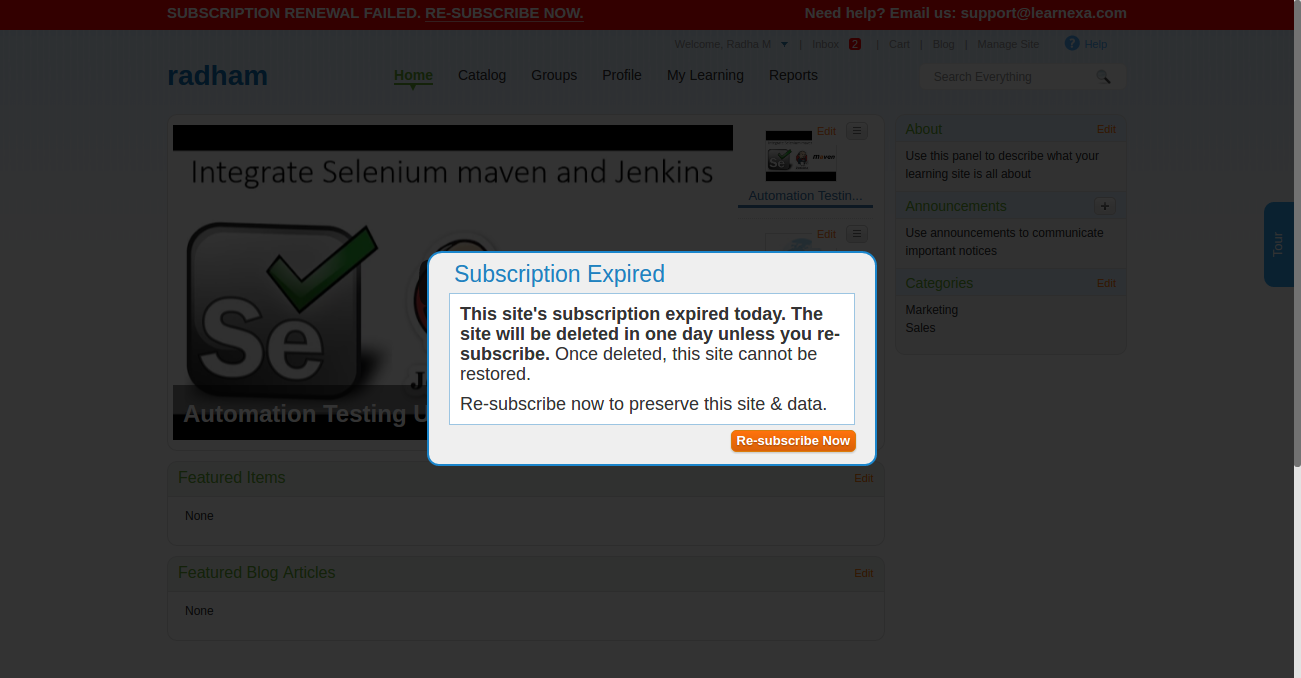 SUBSCRIPTION RENEWAL FAILED. RE-SUBSCRIBE NOW. Need help? Email us: support@learnexa.com
Welcome, Radha M | Inbox 2 | Cart | Blog | Manage Site ? Help
radham
Home Catalog Groups Profile My Learning Reports
Search Everything
Integrate Selenium maven and Jenkins
Se
Automation Testing U
Edit
Se Maven
Automation Testin...
Edit
About Edit
Use this panel to describe what your
learning site is all about
Announcements +
Use announcements to communicate
important notices
Categories Edit
Marketing
Sales
Tour
Subscription Expired
This site's subscription expired today. The
site will be deleted in one day unless you re-
subscribe. Once deleted, this site cannot be
restored.
Re-subscribe now to preserve this site & data.
Re-subscribe Now
Featured Items Edit
None
Featured Blog Articles Edit
None